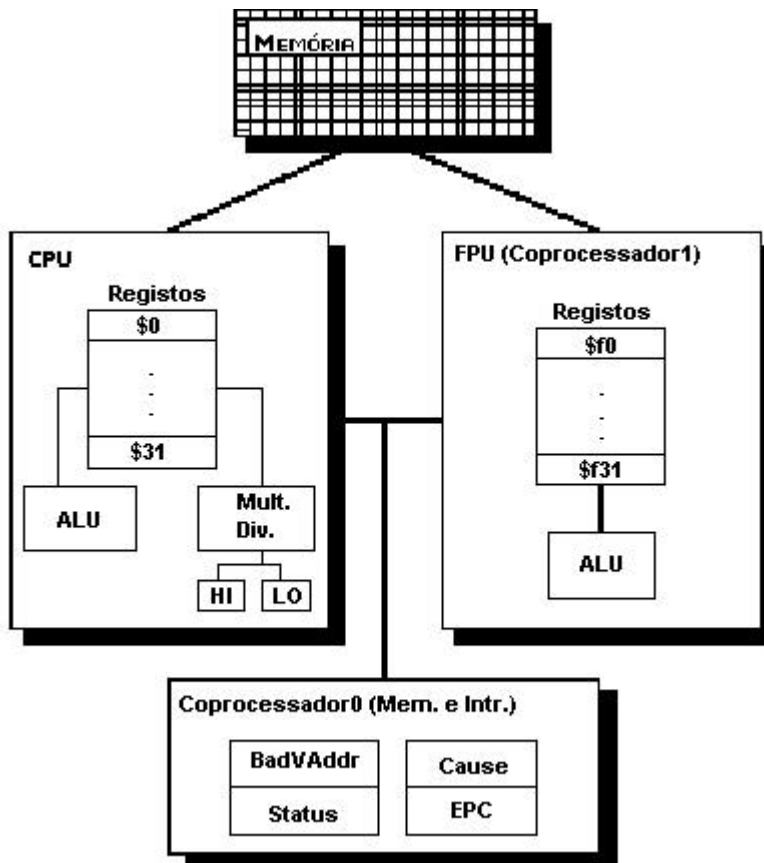 MEMÓRIA
CPU
Registos
$0
.
.
.
$31
ALU
Mult.
Div.
HI
LO
FPU (Coprocessador1)
Registos
$f0
.
.
.
$f31
ALU
Coprocessador0 (Mem. e Intr.)
BadVAddr
Status
Cause
EPC